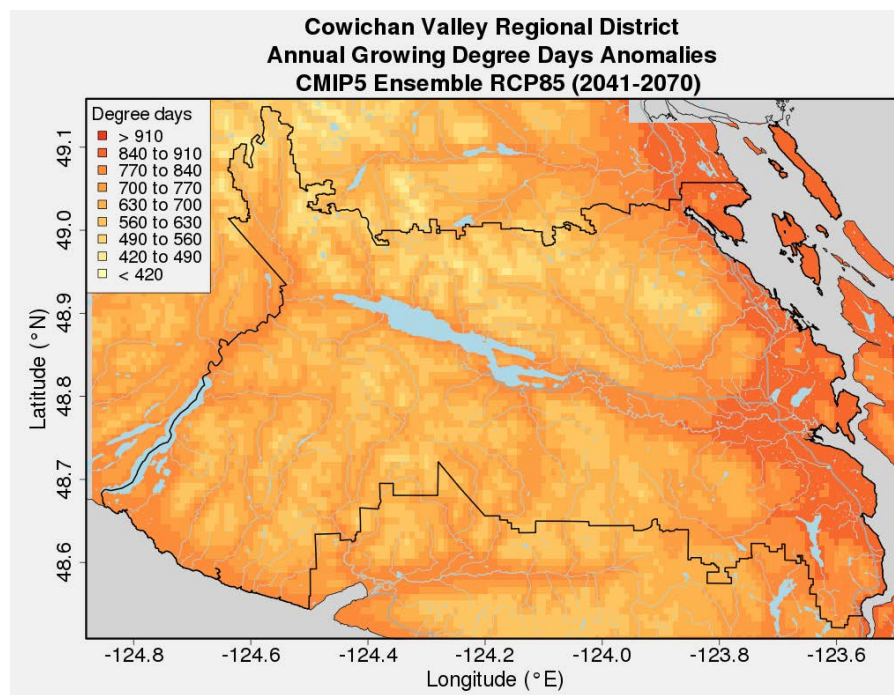 Cowichan Valley Regional District
Annual Growing Degree Days Anomalies
CMIP5 Ensemble RCP85 (2041-2070)
Degree days
> 910
840 to 910
770 to 840
700 to 770
630 to 700
560 to 630
490 to 560
420 to 490
< 420
Latitude (°N)
49.1
49.0
48.9
48.8
48.7
48.6
-124.8
-124.6
-124.4
-124.2
-124.0
-123.8
-123.6
Longitude (°E)